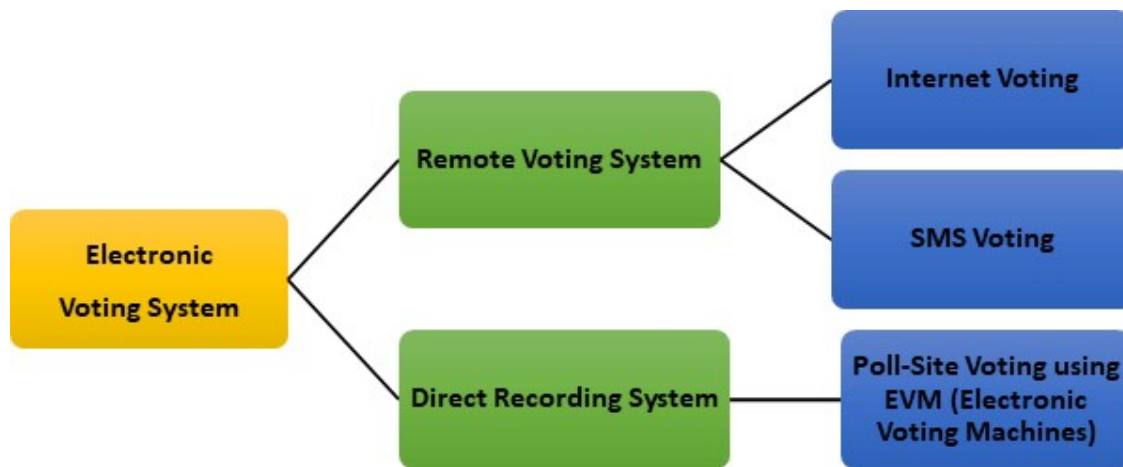 Internet Voting
Remote Voting System
SMS Voting
Electronic
Voting System
Direct Recording System
Poll-Site Voting using
EVM (Electronic
Voting Machines)